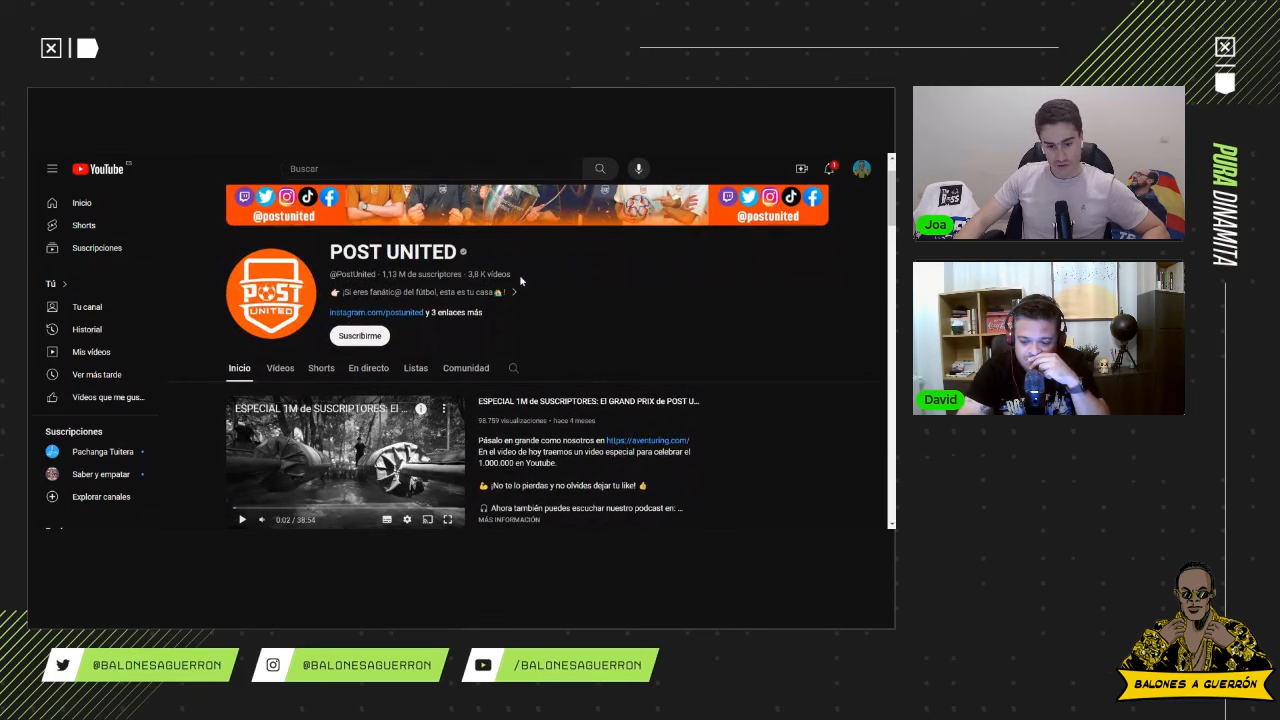 YouTube
ES
Buscar
1
Inicio
Shorts
Suscripciones
Tú
Tu canal
Historial
Mis vídeos
Ver más tarde
Vídeos que me gus...
Suscripciones
Pachanga Tuitera
Saber y empatar
Explorar canales
@postunited
@postunited
POST UNITED
POST UNITED
@PostUnited · 1,13 M de suscriptores · 3,8 K vídeos
¡Si eres fanátic@ del fútbol, esta es tu casa !
instagram.com/postunited y 3 enlaces más
Suscribirme
Inicio Vídeos Shorts En directo Listas Comunidad
ESPECIAL 1M de SUSCRIPTORES: El ...
0:02 / 38:54
ESPECIAL 1M de SUSCRIPTORES: El GRAND PRIX de POST U...
98.759 visualizaciones • hace 4 meses
Pásalo en grande como nosotros en https://aventuring.com/
En el video de hoy traemos un video especial para celebrar el
1.000.000 en Youtube.
¡No te lo pierdas y no olvides dejar tu like!
Ahora también puedes escuchar nuestro podcast en: ...
MÁS INFORMACIÓN
Joa
David
PURA DINAMITA
@BALONESAGUERRON
@BALONESAGUERRON
/BALONESAGUERRON
BALONES A GUERRÓN